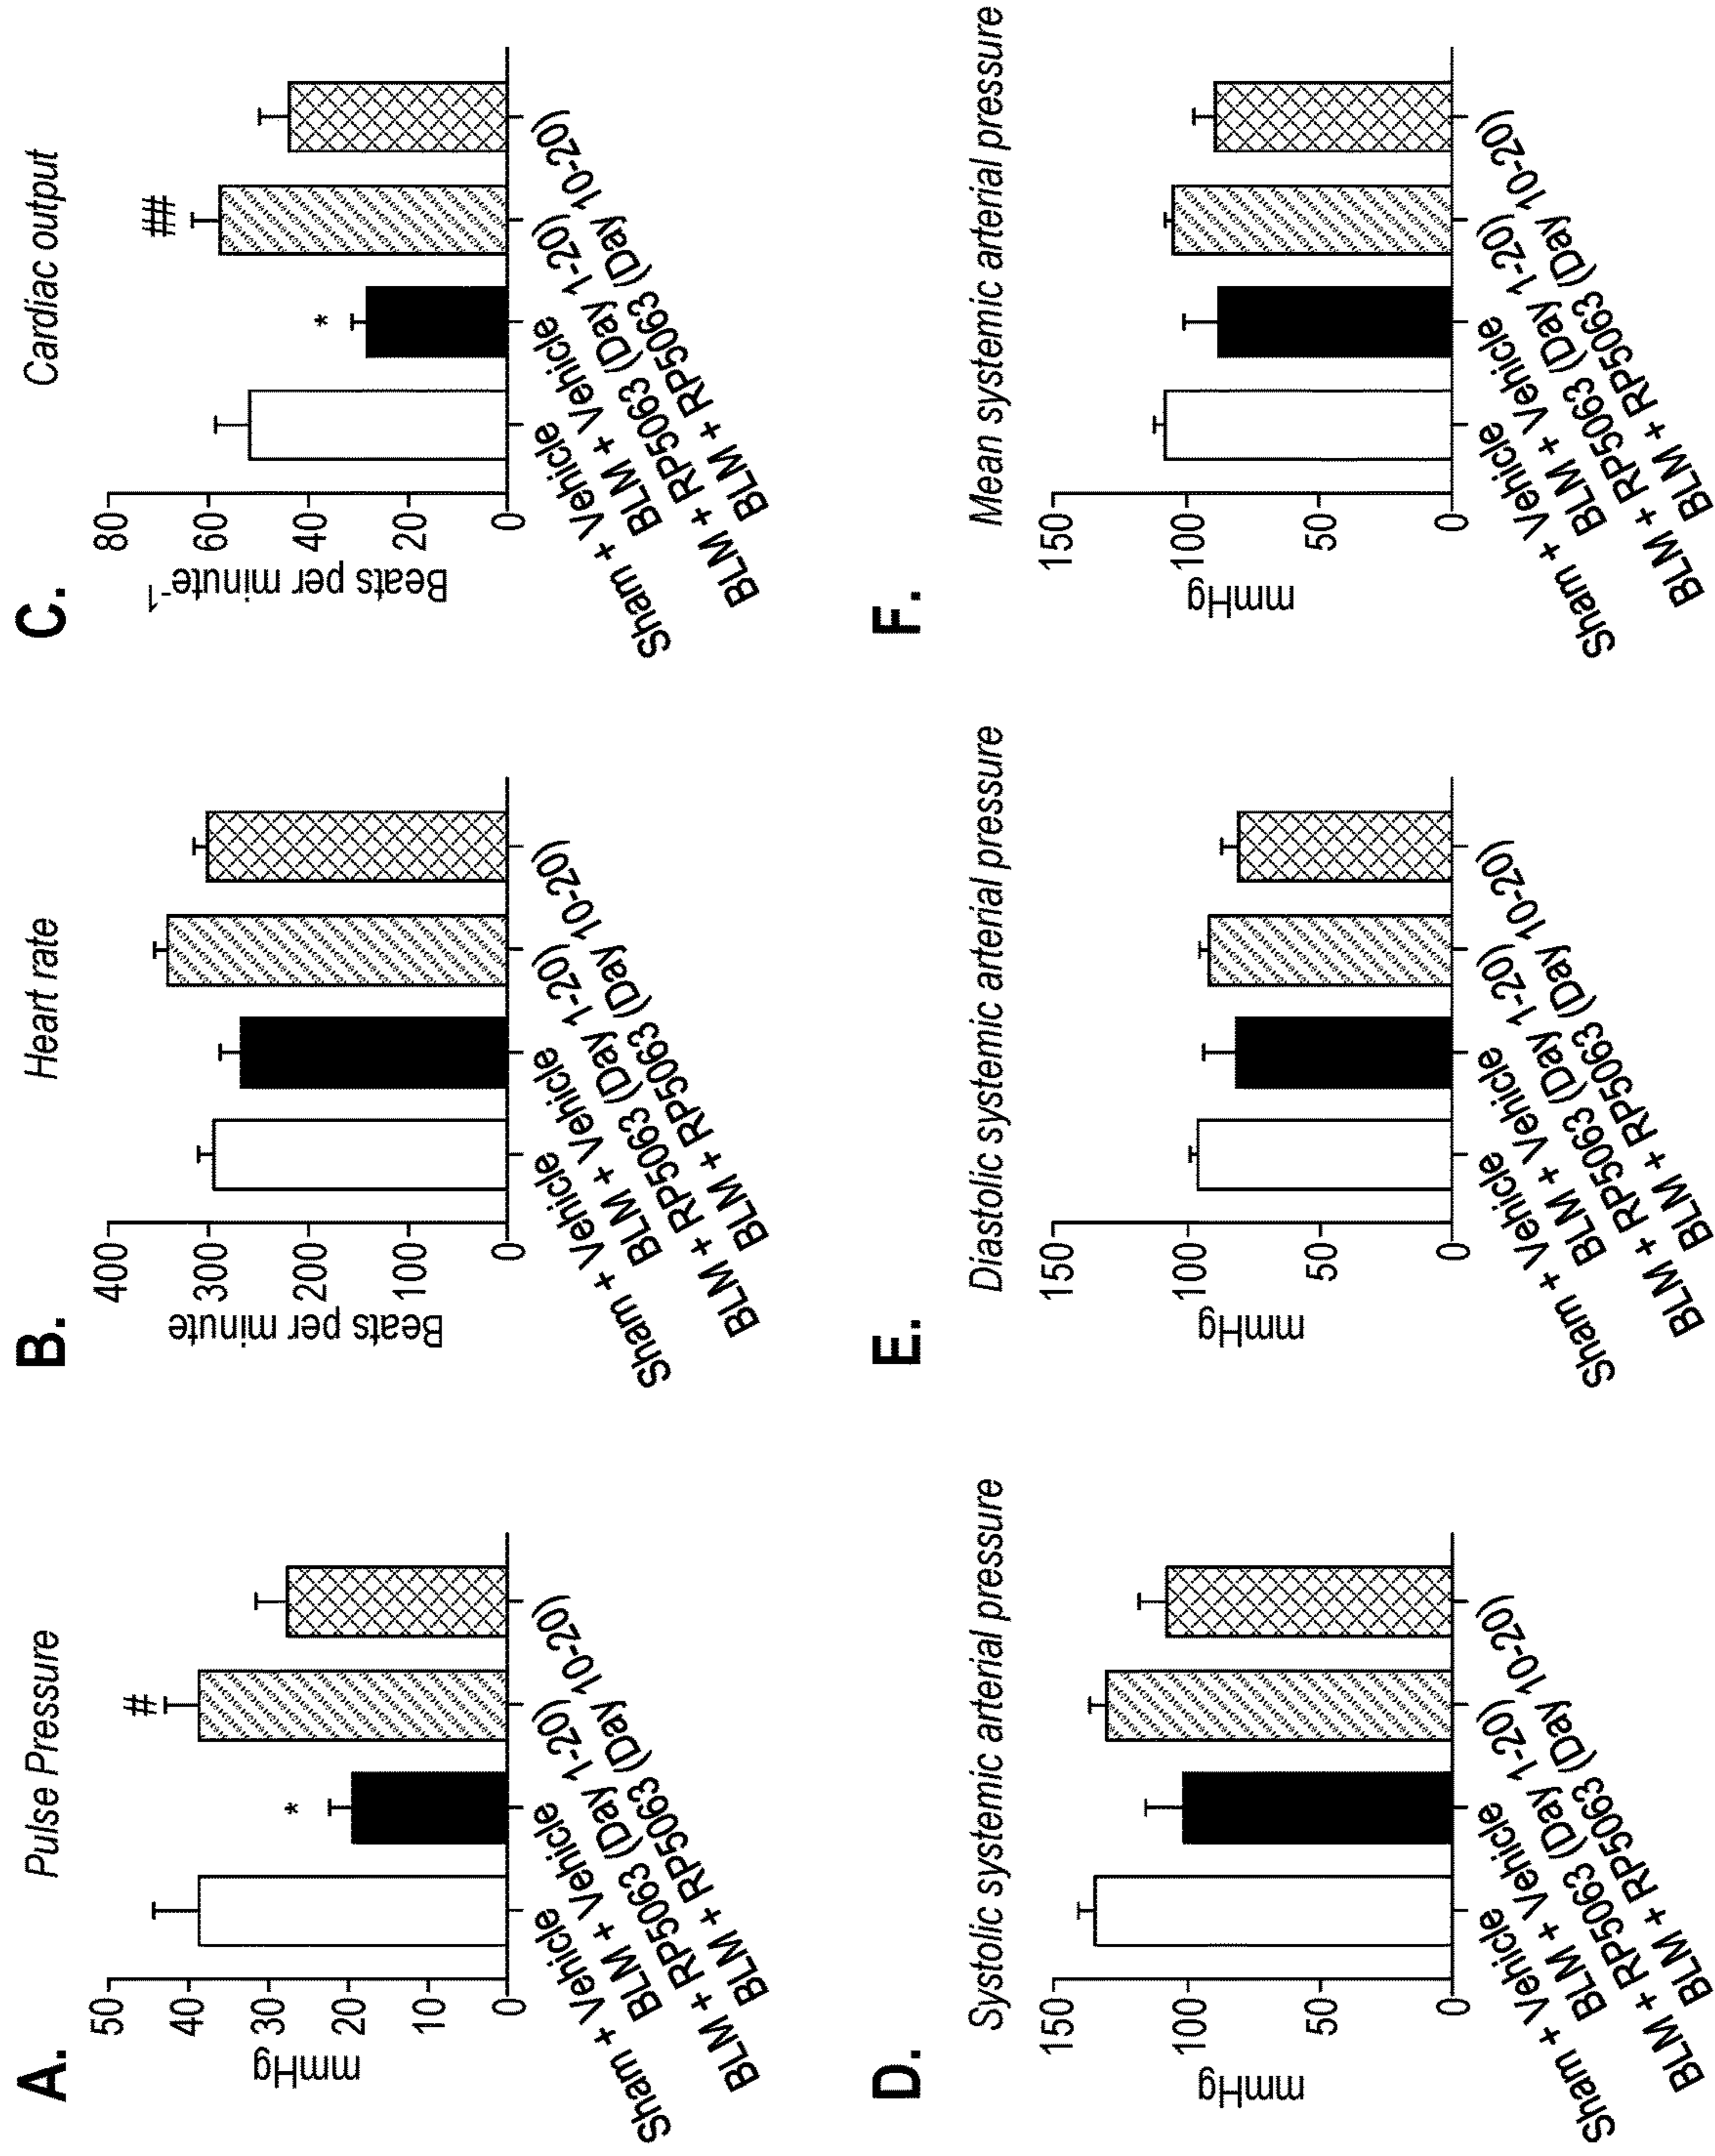 A.
Pulse Pressure
mmHg
50
40
30
20
10
0
*
#
Sham + Vehicle
BLM + Vehicle
BLM + RP5063 (Day 1-20)
BLM + RP5063 (Day 10-20)
B.
Heart rate
Beats per minute
400
300
200
100
0
Sham + Vehicle
BLM + Vehicle
BLM + RP5063 (Day 1-20)
BLM + RP5063 (Day 10-20)
C.
Cardiac output
Beats per minute-1
80
60
40
20
0
*
##
Sham + Vehicle
BLM + Vehicle
BLM + RP5063 (Day 1-20)
BLM + RP5063 (Day 10-20)
D.
Systolic systemic arterial pressure
mmHg
150
100
50
0
Sham + Vehicle
BLM + Vehicle
BLM + RP5063 (Day 1-20)
BLM + RP5063 (Day 10-20)
E.
Diastolic systemic arterial pressure
mmHg
150
100
50
0
Sham + Vehicle
BLM + Vehicle
BLM + RP5063 (Day 1-20)
BLM + RP5063 (Day 10-20)
F.
Mean systemic arterial pressure
mmHg
150
100
50
0
Sham + Vehicle
BLM + Vehicle
BLM + RP5063 (Day 1-20)
BLM + RP5063 (Day 10-20)